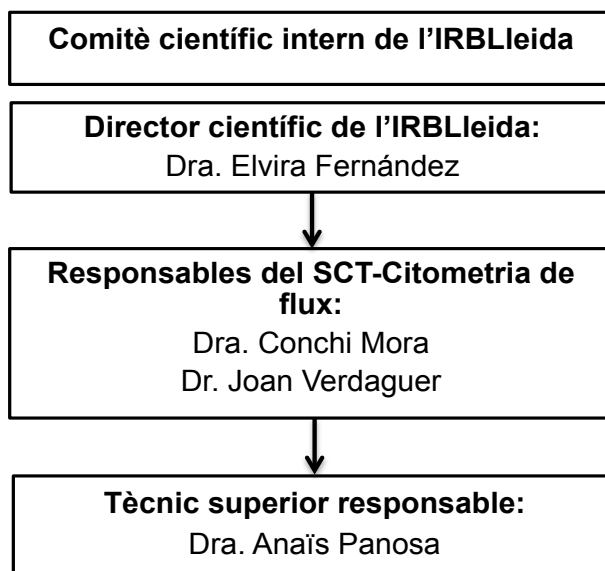 Comitè científic intern de l’IRBLleida
Director científic de l’IRBLleida:
Dra. Elvira Fernández
Responsables del SCT-Citometria de
flux:
Dra. Conchi Mora
Dr. Joan Verdaguer
Tècnic superior responsable:
Dra. Anaïs Panosa